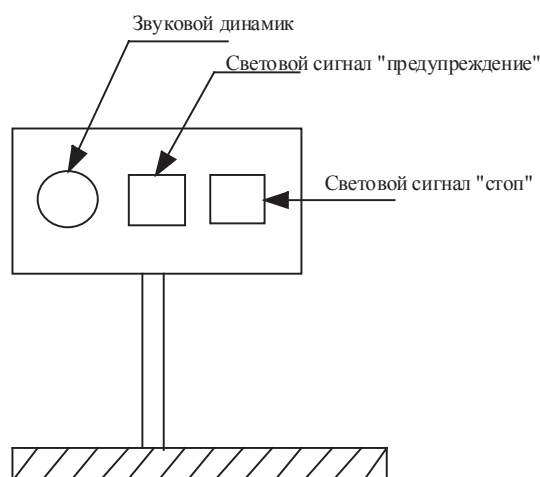 Звуковой динамик
Световой сигнал "предупреждение"
Световой сигнал "стоп"